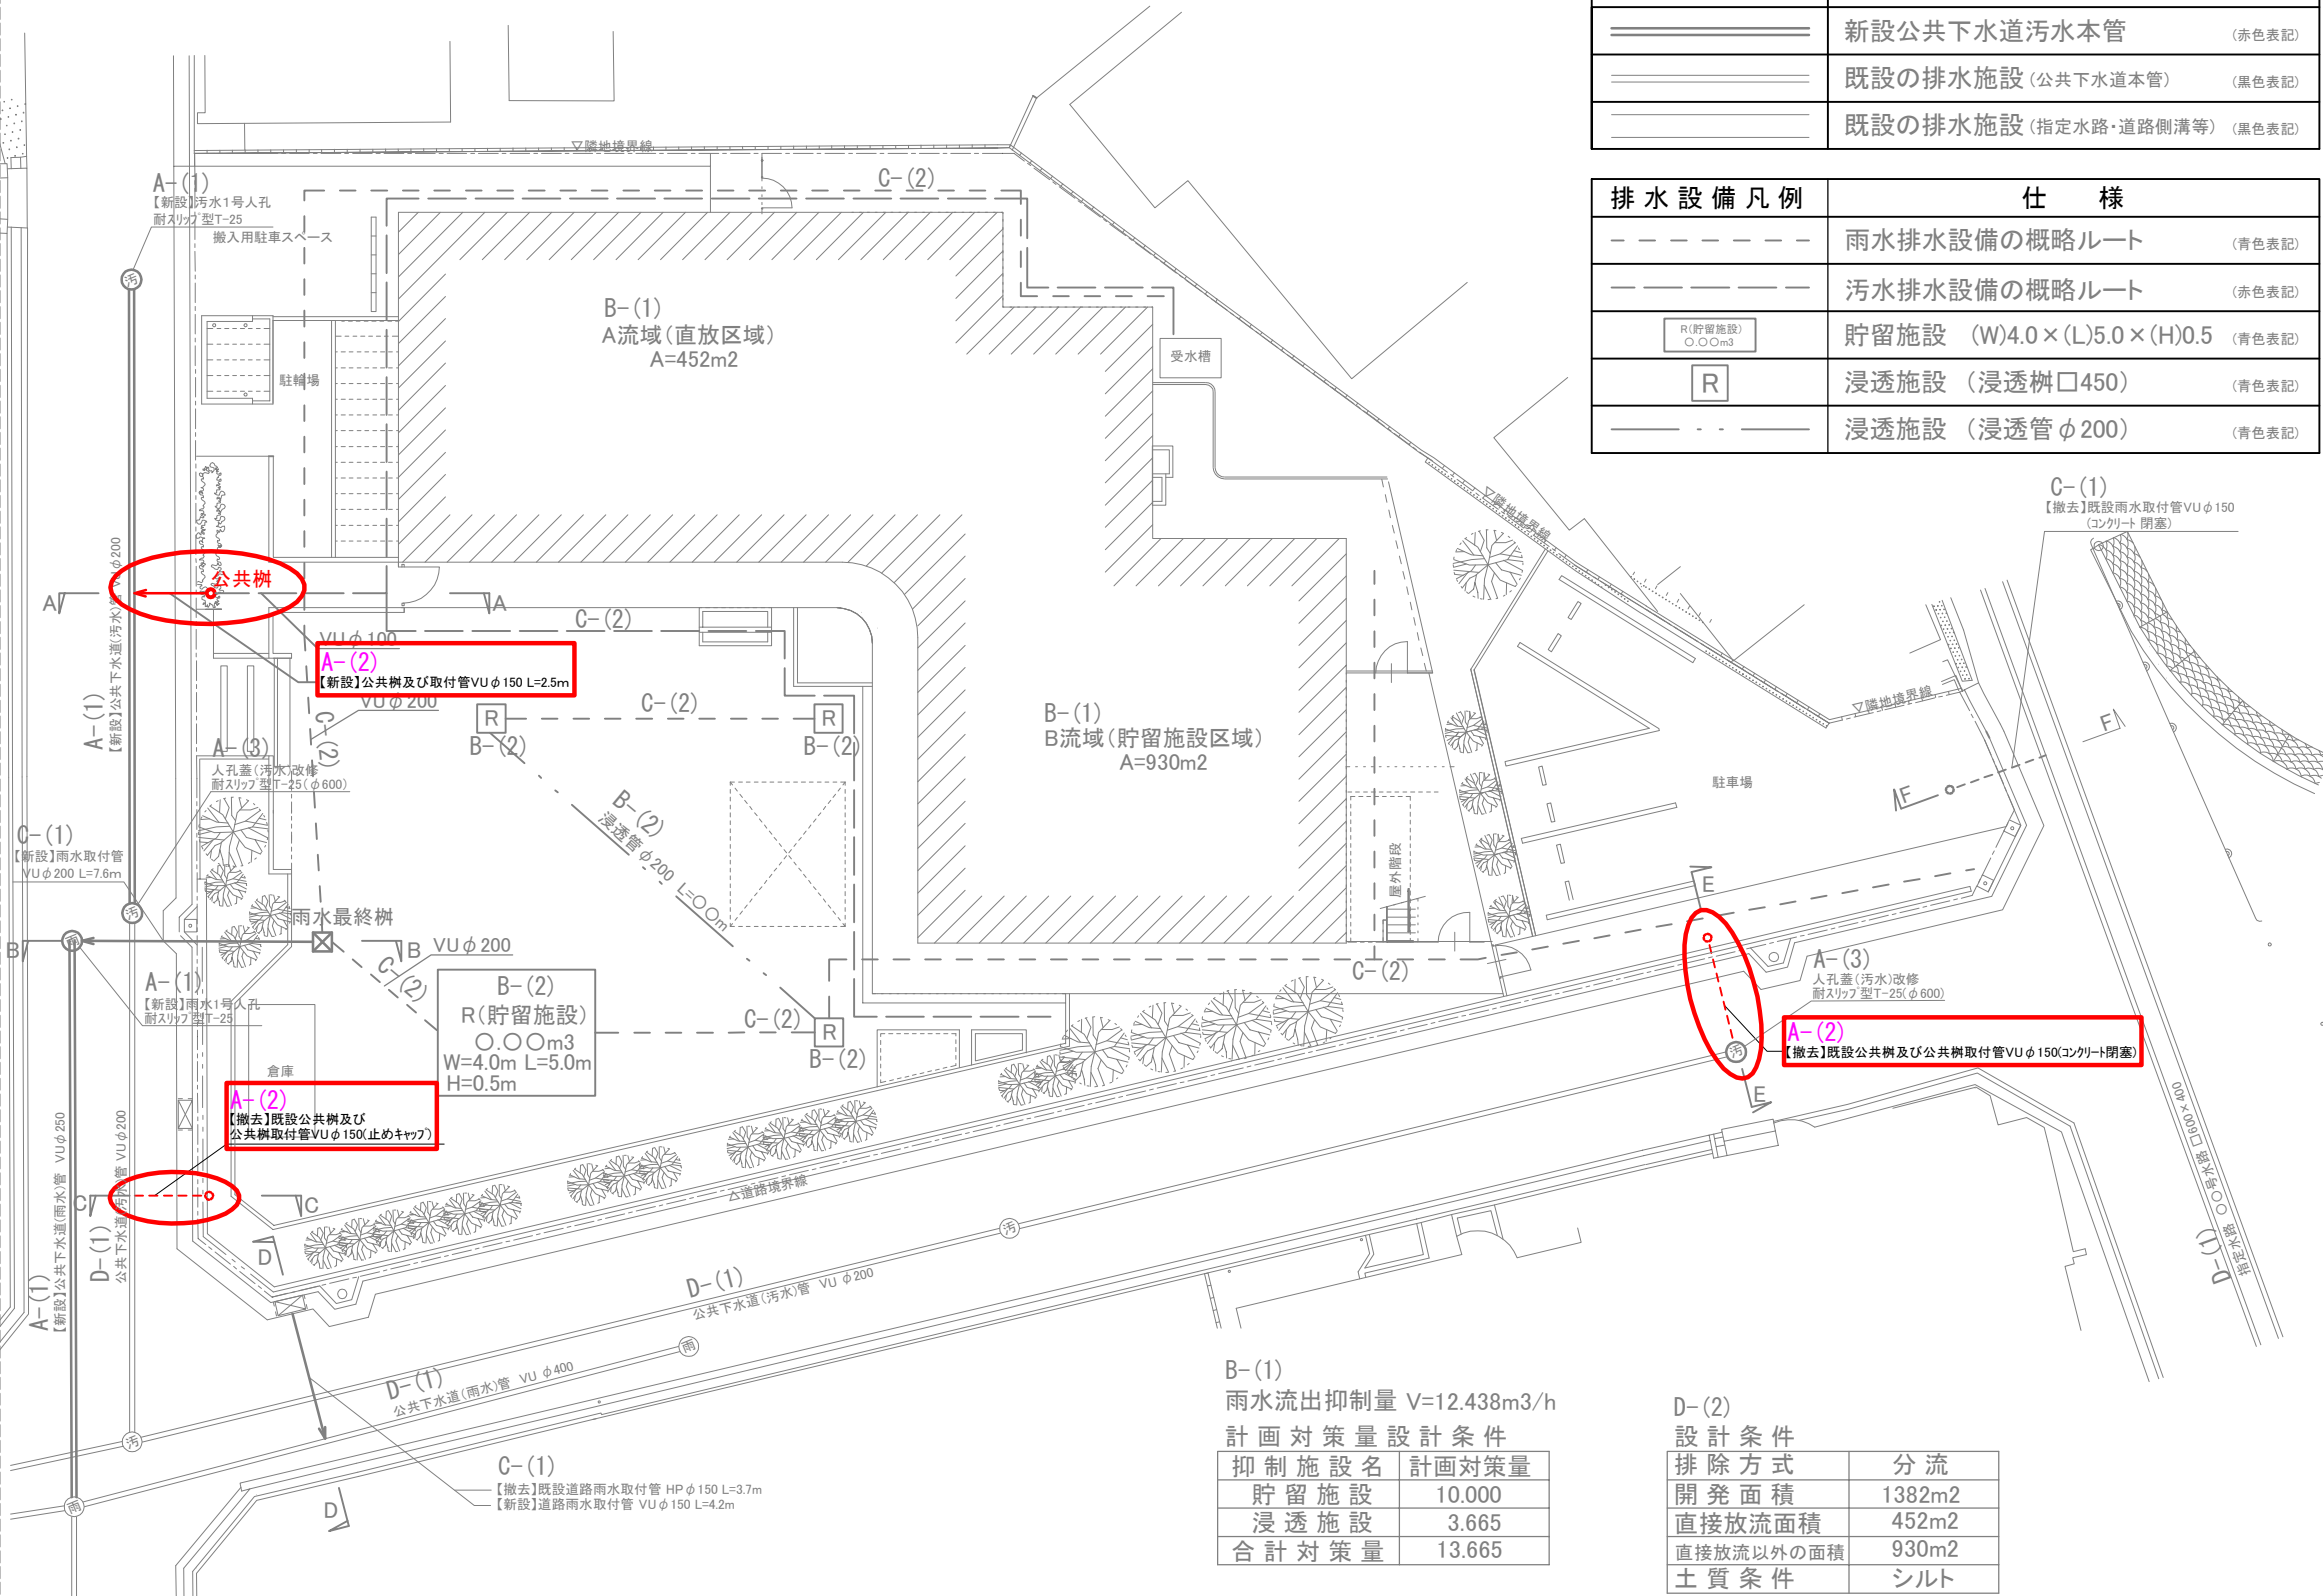 新設公共下水道汚水本管 (赤色表記)
既設の排水施設(公共下水道本管) (黒色表記)
既設の排水施設(指定水路・道路側溝等) (黒色表記)
排水設備凡例 仕様
雨水排水設備の概略ルート (青色表記)
汚水排水設備の概略ルート (赤色表記)
R(貯留施設)
〇.〇〇m3
貯留施設 (W)4.0×(L)5.0×(H)0.5 (青色表記)
R 浸透施設 (浸透桝□450) (青色表記)
浸透施設 (浸透管φ200) (青色表記)
▽隣地境界線
A-(1)
【新設】汚水1号人孔
耐スリップ型T-25
搬入用駐車スペース
C-(2)
汚
B-(1)
A流域(直放区域)
A=452m2
受水槽
駐輪場
▽隣地境界線
C-(1)
【撤去】既設雨水取付管VUφ150
(コンクリート閉塞)
公共桝
A
A
C-(2)
VUφ100
A-(2)
【新設】公共桝及び取付管VUφ150 L=2.5m
VUφ200
C-(2)
A-(1)
【新設】公共下水道(汚水)管 VUφ200
R
C-(2)
R
B-(2)
B-(2)
B-(1)
B流域(貯留施設区域)
A=930m2
▽隣地境界線
F
F
駐車場
A-(3)
人孔蓋(汚水)改修
耐スリップ型T-25(φ600)
B-(2)
浸透管φ200 L=〇〇m
C-(1)
【新設】雨水取付管
VUφ200 L=7.6m
屋外階段
汚
雨水最終桝
E
B
雨
B
VUφ200
C-(2)
C-(2)
A-(3)
人孔蓋(汚水)改修
耐スリップ型T-25(φ600)
A-(1)
【新設】雨水1号人孔
耐スリップ型T-25
B-(2)
R(貯留施設)
〇.〇〇m3
W=4.0m L=5.0m
H=0.5m
C-(2)
R
B-(2)
A-(2)
【撤去】既設公共桝及び公共桝取付管VUφ150(コンクリート閉塞)
汚
E
倉庫
A-(2)
【撤去】既設公共桝及び
公共桝取付管VUφ150(止めキャップ)
C
C
D
A-(1)
【新設】公共下水道(雨水)管 VUφ250
D-(1)
公共下水道(汚水)管 VUφ200
△道路境界線
汚
D-(1)
公共下水道(汚水)管 VUφ200
雨
D-(1)
公共下水道(雨水)管 VUφ400
D-(1)
指定水路 〇〇号水路 □600×400
汚
雨
C-(1)
【撤去】既設道路雨水取付管 HPφ150 L=3.7m
【新設】道路雨水取付管 VUφ150 L=4.2m
D
B-(1)
雨水流出抑制量 V=12.438m3/h
計画対策量設計条件
抑制施設名 計画対策量
貯留施設 10.000
浸透施設 3.665
合計対策量 13.665
D-(2)
設計条件
排除方式 分流
開発面積 1382m2
直接放流面積 452m2
直接放流以外の面積 930m2
土質条件 シルト